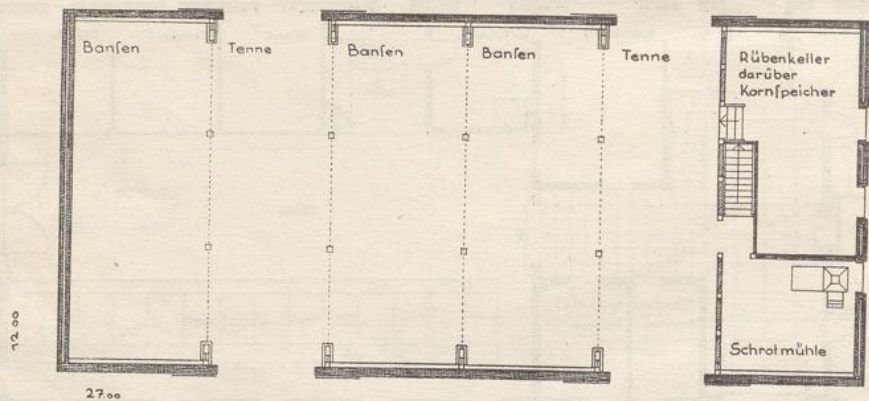 Banſen
Tenne
Banſen
Banſen
Tenne
Rübenkeller
darüber
Kornſpeicher
Schrotmühle
12.00
27.00